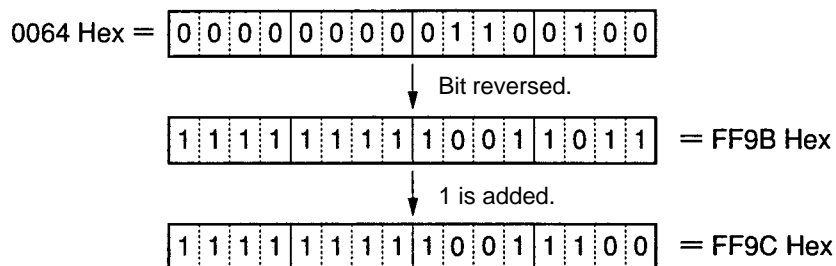 0064 Hex = 0 0 0 0 0 0 0 0 0 1 1 0 0 1 0 0
Bit reversed.
1 1 1 1 1 1 1 1 1 0 0 1 1 0 1 1 = FF9B Hex
1 is added.
1 1 1 1 1 1 1 1 1 0 0 1 1 1 0 0 = FF9C Hex